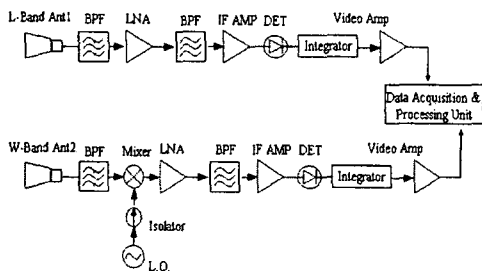 L-Band Ant1 BPF LNA BPF IF AMP DET Video Amp
Integrator
Data Acquisition &
Processing Unit
W-Band Ant2 BPF Mixer LNA BPF IF AMP DET Video Amp
Integrator
Isolator
L.O.